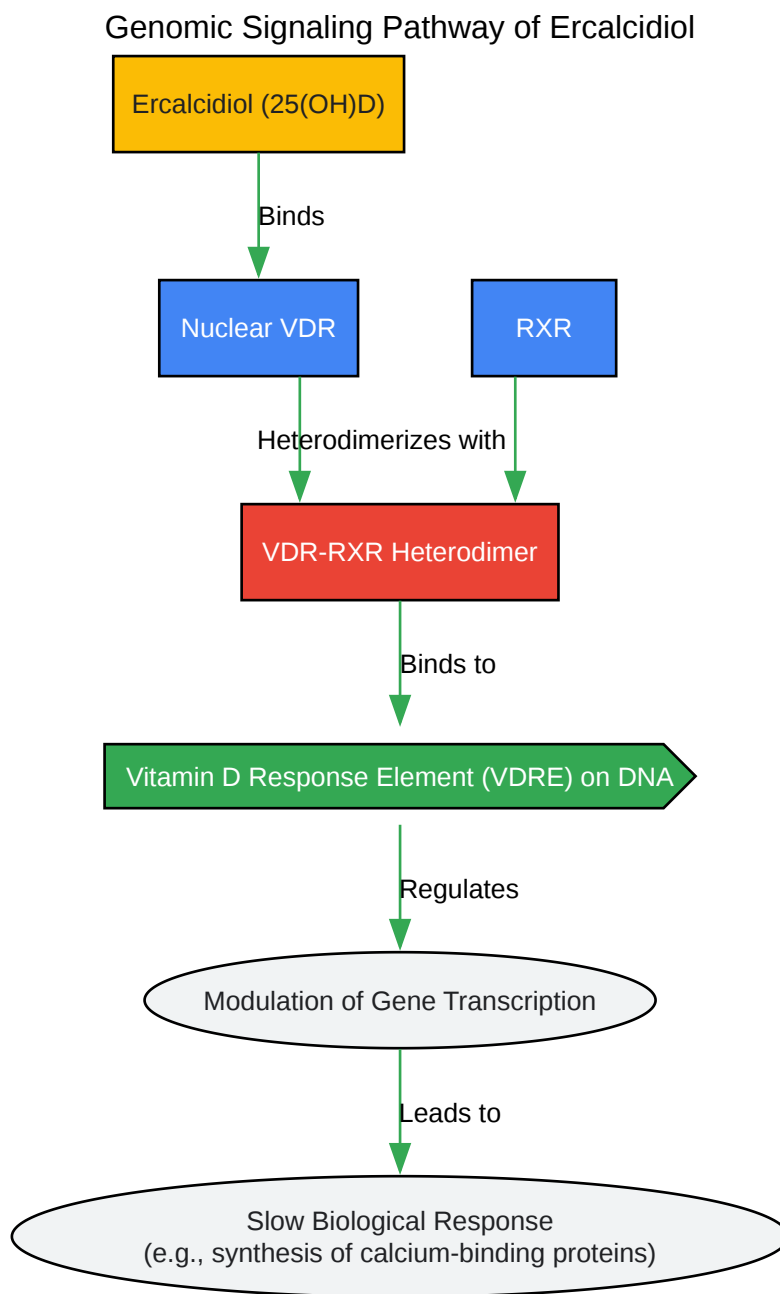 Genomic Signaling Pathway of Ercalcidiol
Ercalcidiol (25(OH)D)
Binds
Nuclear VDR
RXR
Heterodimerizes with
VDR-RXR Heterodimer
Binds to
Vitamin D Response Element (VDRE) on DNA
Regulates
Modulation of Gene Transcription
Leads to
Slow Biological Response
(e.g., synthesis of calcium-binding proteins)